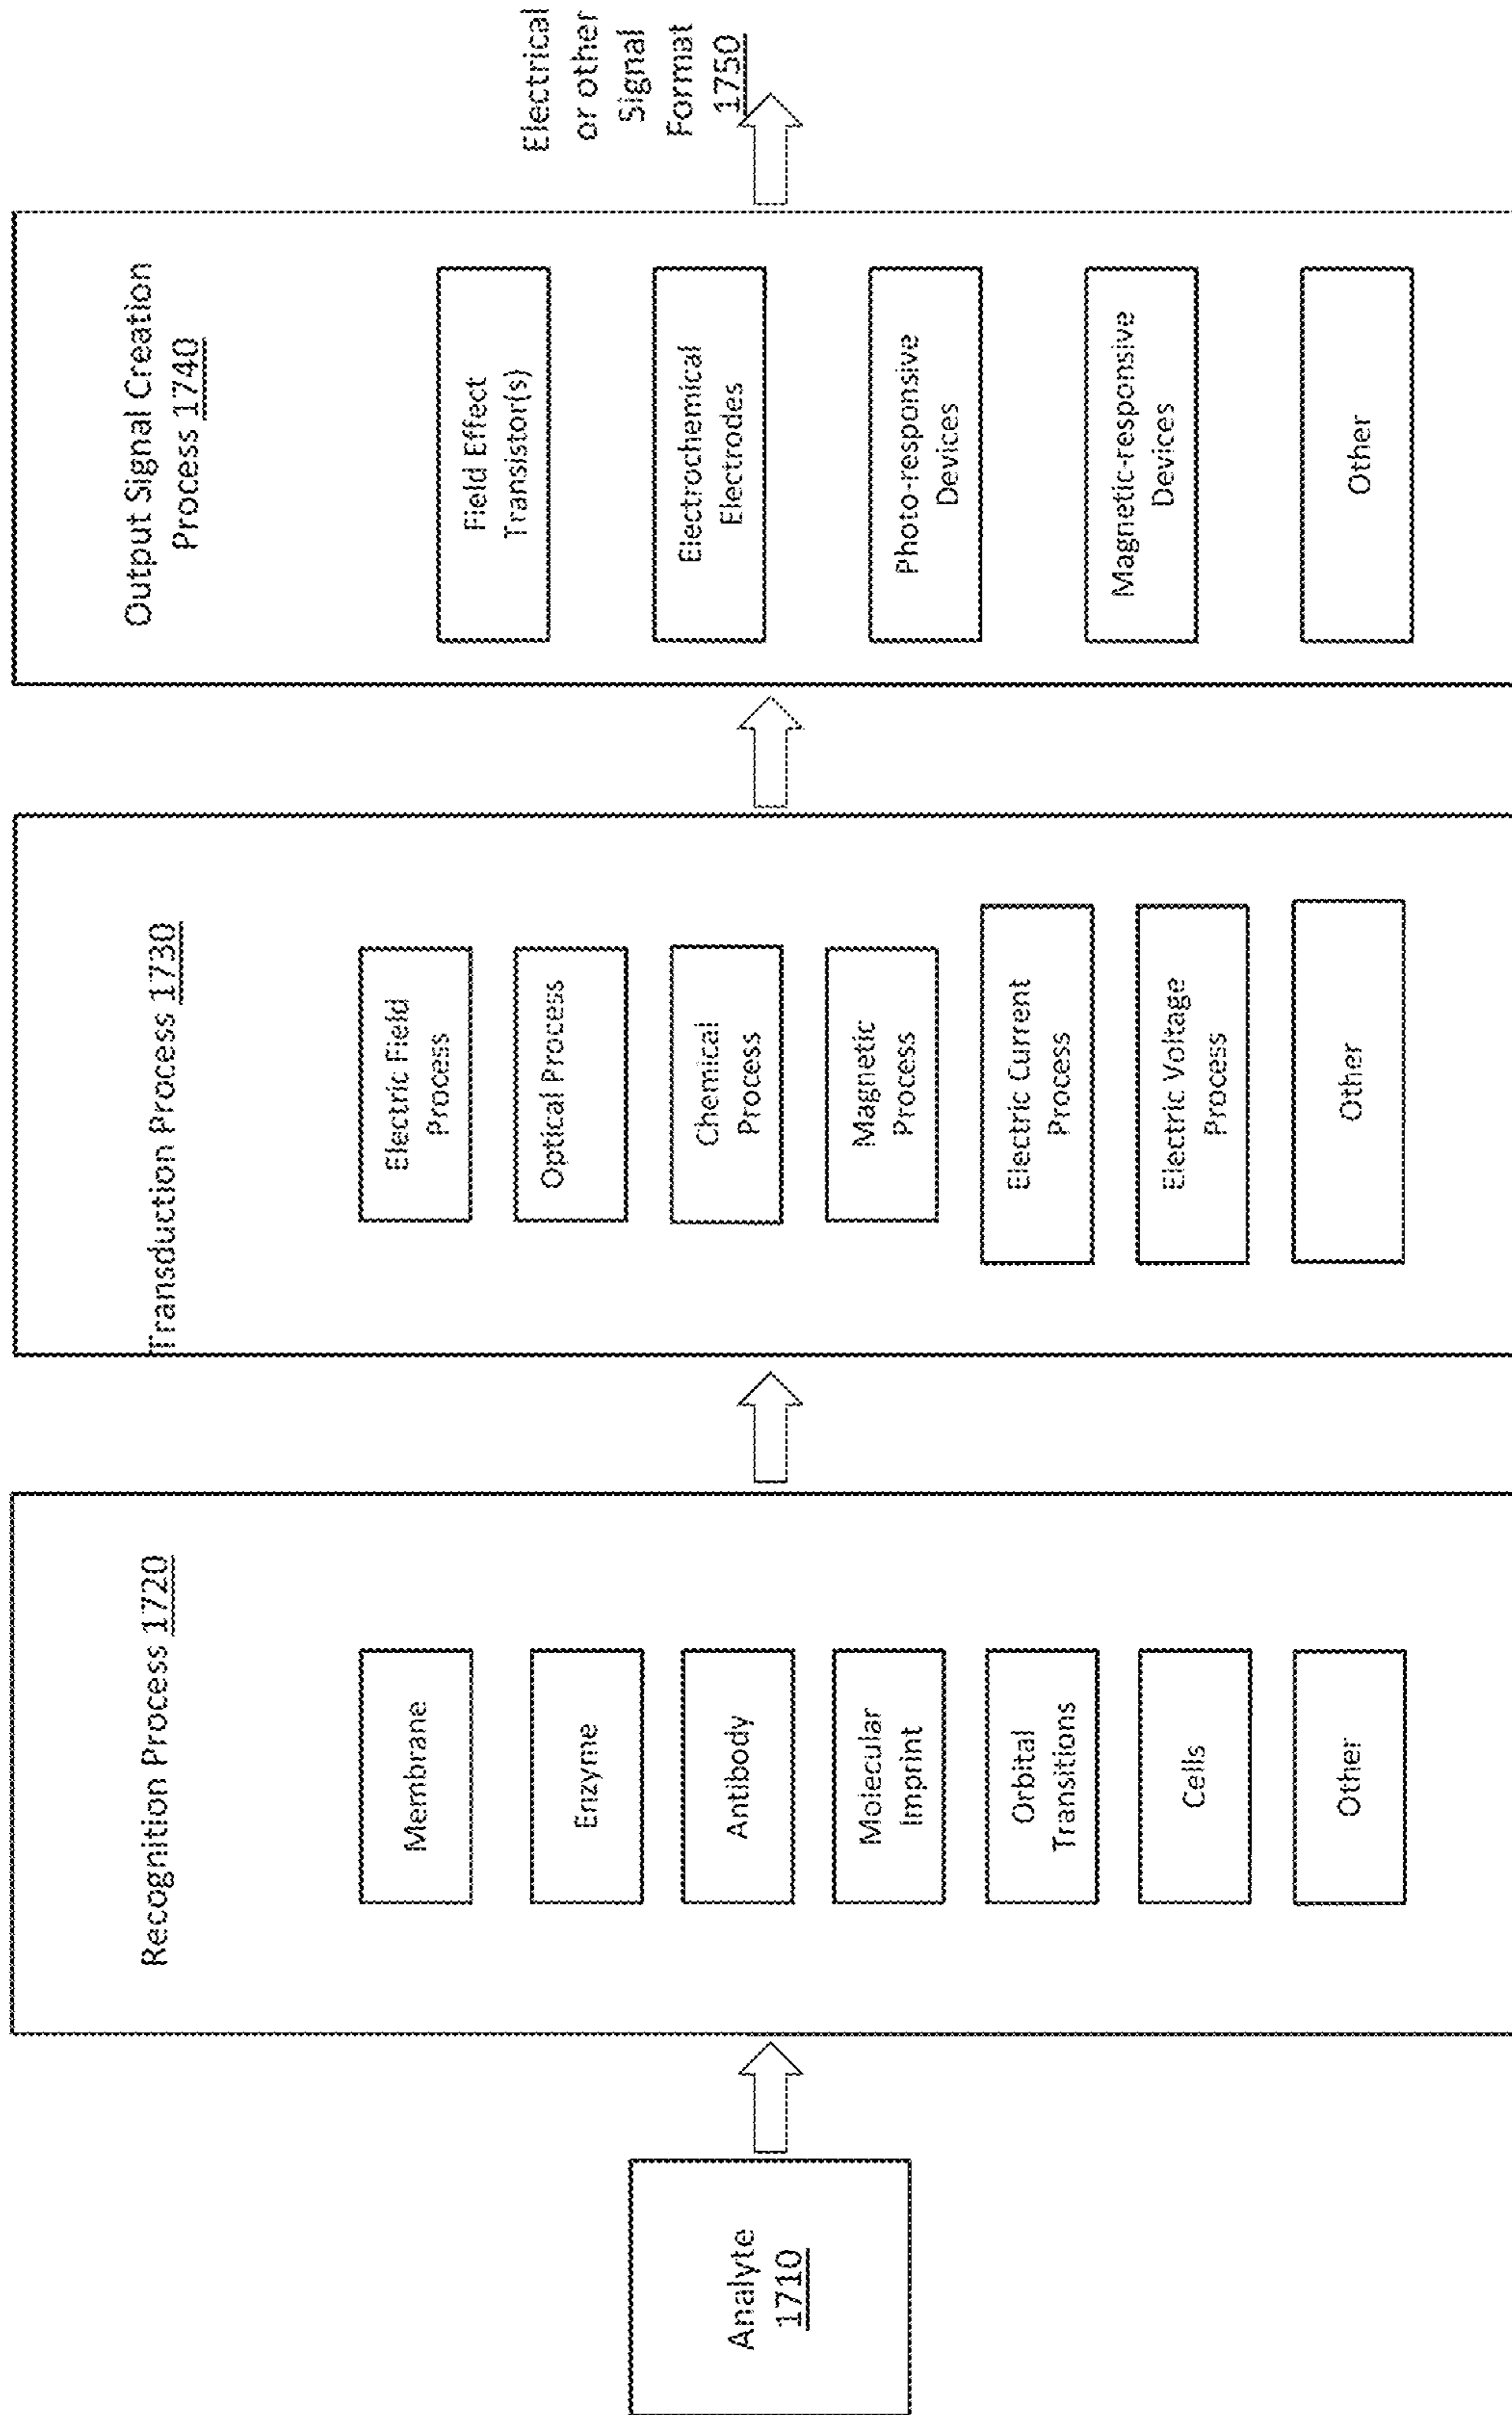 Analyte
1710
Recognition Process 1720
Membrane
Enzyme
Antibody
Molecular
Imprint
Orbital
Transitions
Cells
Other
Transduction Process 1730
Electric Field
Process
Optical Process
Chemical
Process
Magnetic
Process
Electric Current
Process
Electric Voltage
Process
Other
Output Signal Creation
Process 1740
Field Effect
Transistor(s)
Electrochemical
Electrodes
Photo-responsive
Devices
Magnetic-responsive
Devices
Other
Electrical
or other
Signal
Format
1750